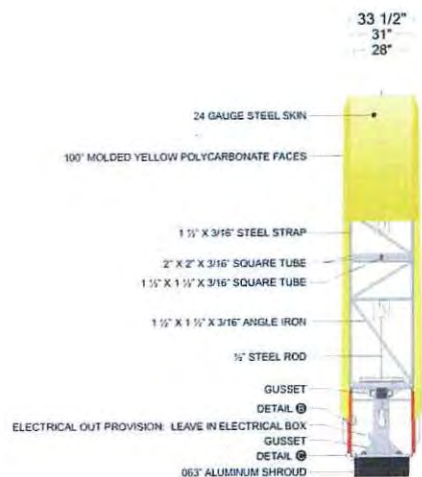 33 1/2"
31"
28"
24 GAUGE STEEL SKIN
100" MOLDED YELLOW POLYCARBONATE FACES
1 ½" X 3/16" STEEL STRAP
2" X 2" X 3/16" SQUARE TUBE
1 ½" X 1 ½" X 3/16" SQUARE TUBE
1 ½" X 1 ½" X 3/16" ANGLE IRON
½" STEEL ROD
GUSSET
DETAIL B
ELECTRICAL OUT PROVISION: LEAVE IN ELECTRICAL BOX
GUSSET
DETAIL C
063" ALUMINUM SHROUD